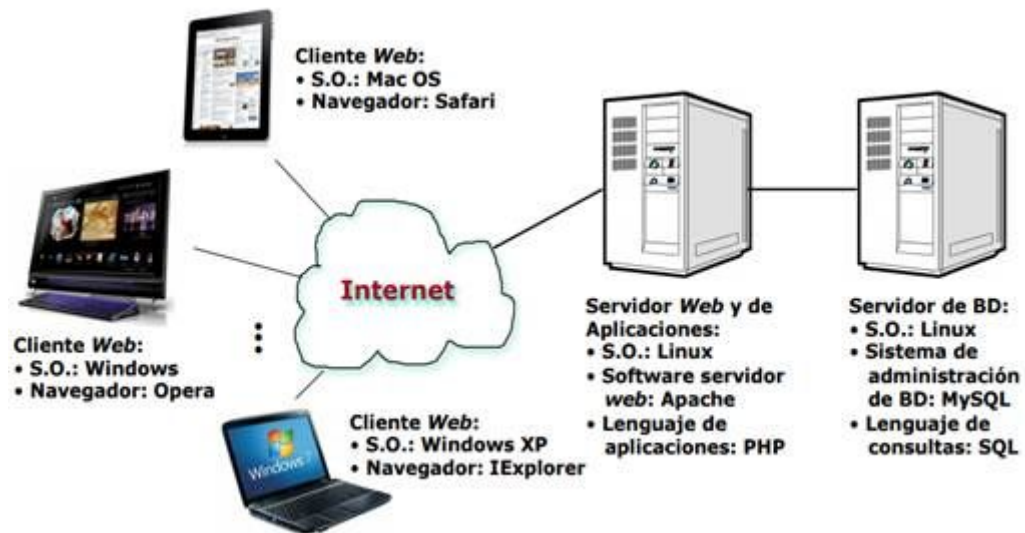 Cliente Web:
• S.O.: Mac OS
• Navegador: Safari
Internet
Cliente Web:
• S.O.: Windows
• Navegador: Opera
Cliente Web:
• S.O.: Windows XP
• Navegador: IExplorer
Windows 7
Servidor Web y de
Aplicaciones:
• S.O.: Linux
• Software servidor
web: Apache
• Lenguaje de
aplicaciones: PHP
Servidor de BD:
• S.O.: Linux
• Sistema de
administración
de BD: MySQL
• Lenguaje de
consultas: SQL